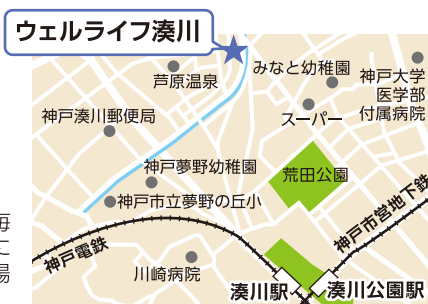 ウェルライフ湊川
芦原温泉
みなと幼稚園
神戸大学
医学部
付属病院
スーパー
神戸湊川郵便局
神戸夢野幼稚園
荒田公園
神戸市立夢野の丘小
神戸市営地下鉄
神戸電鉄
川崎病院
湊川駅
湊川公園駅
毎
に
場